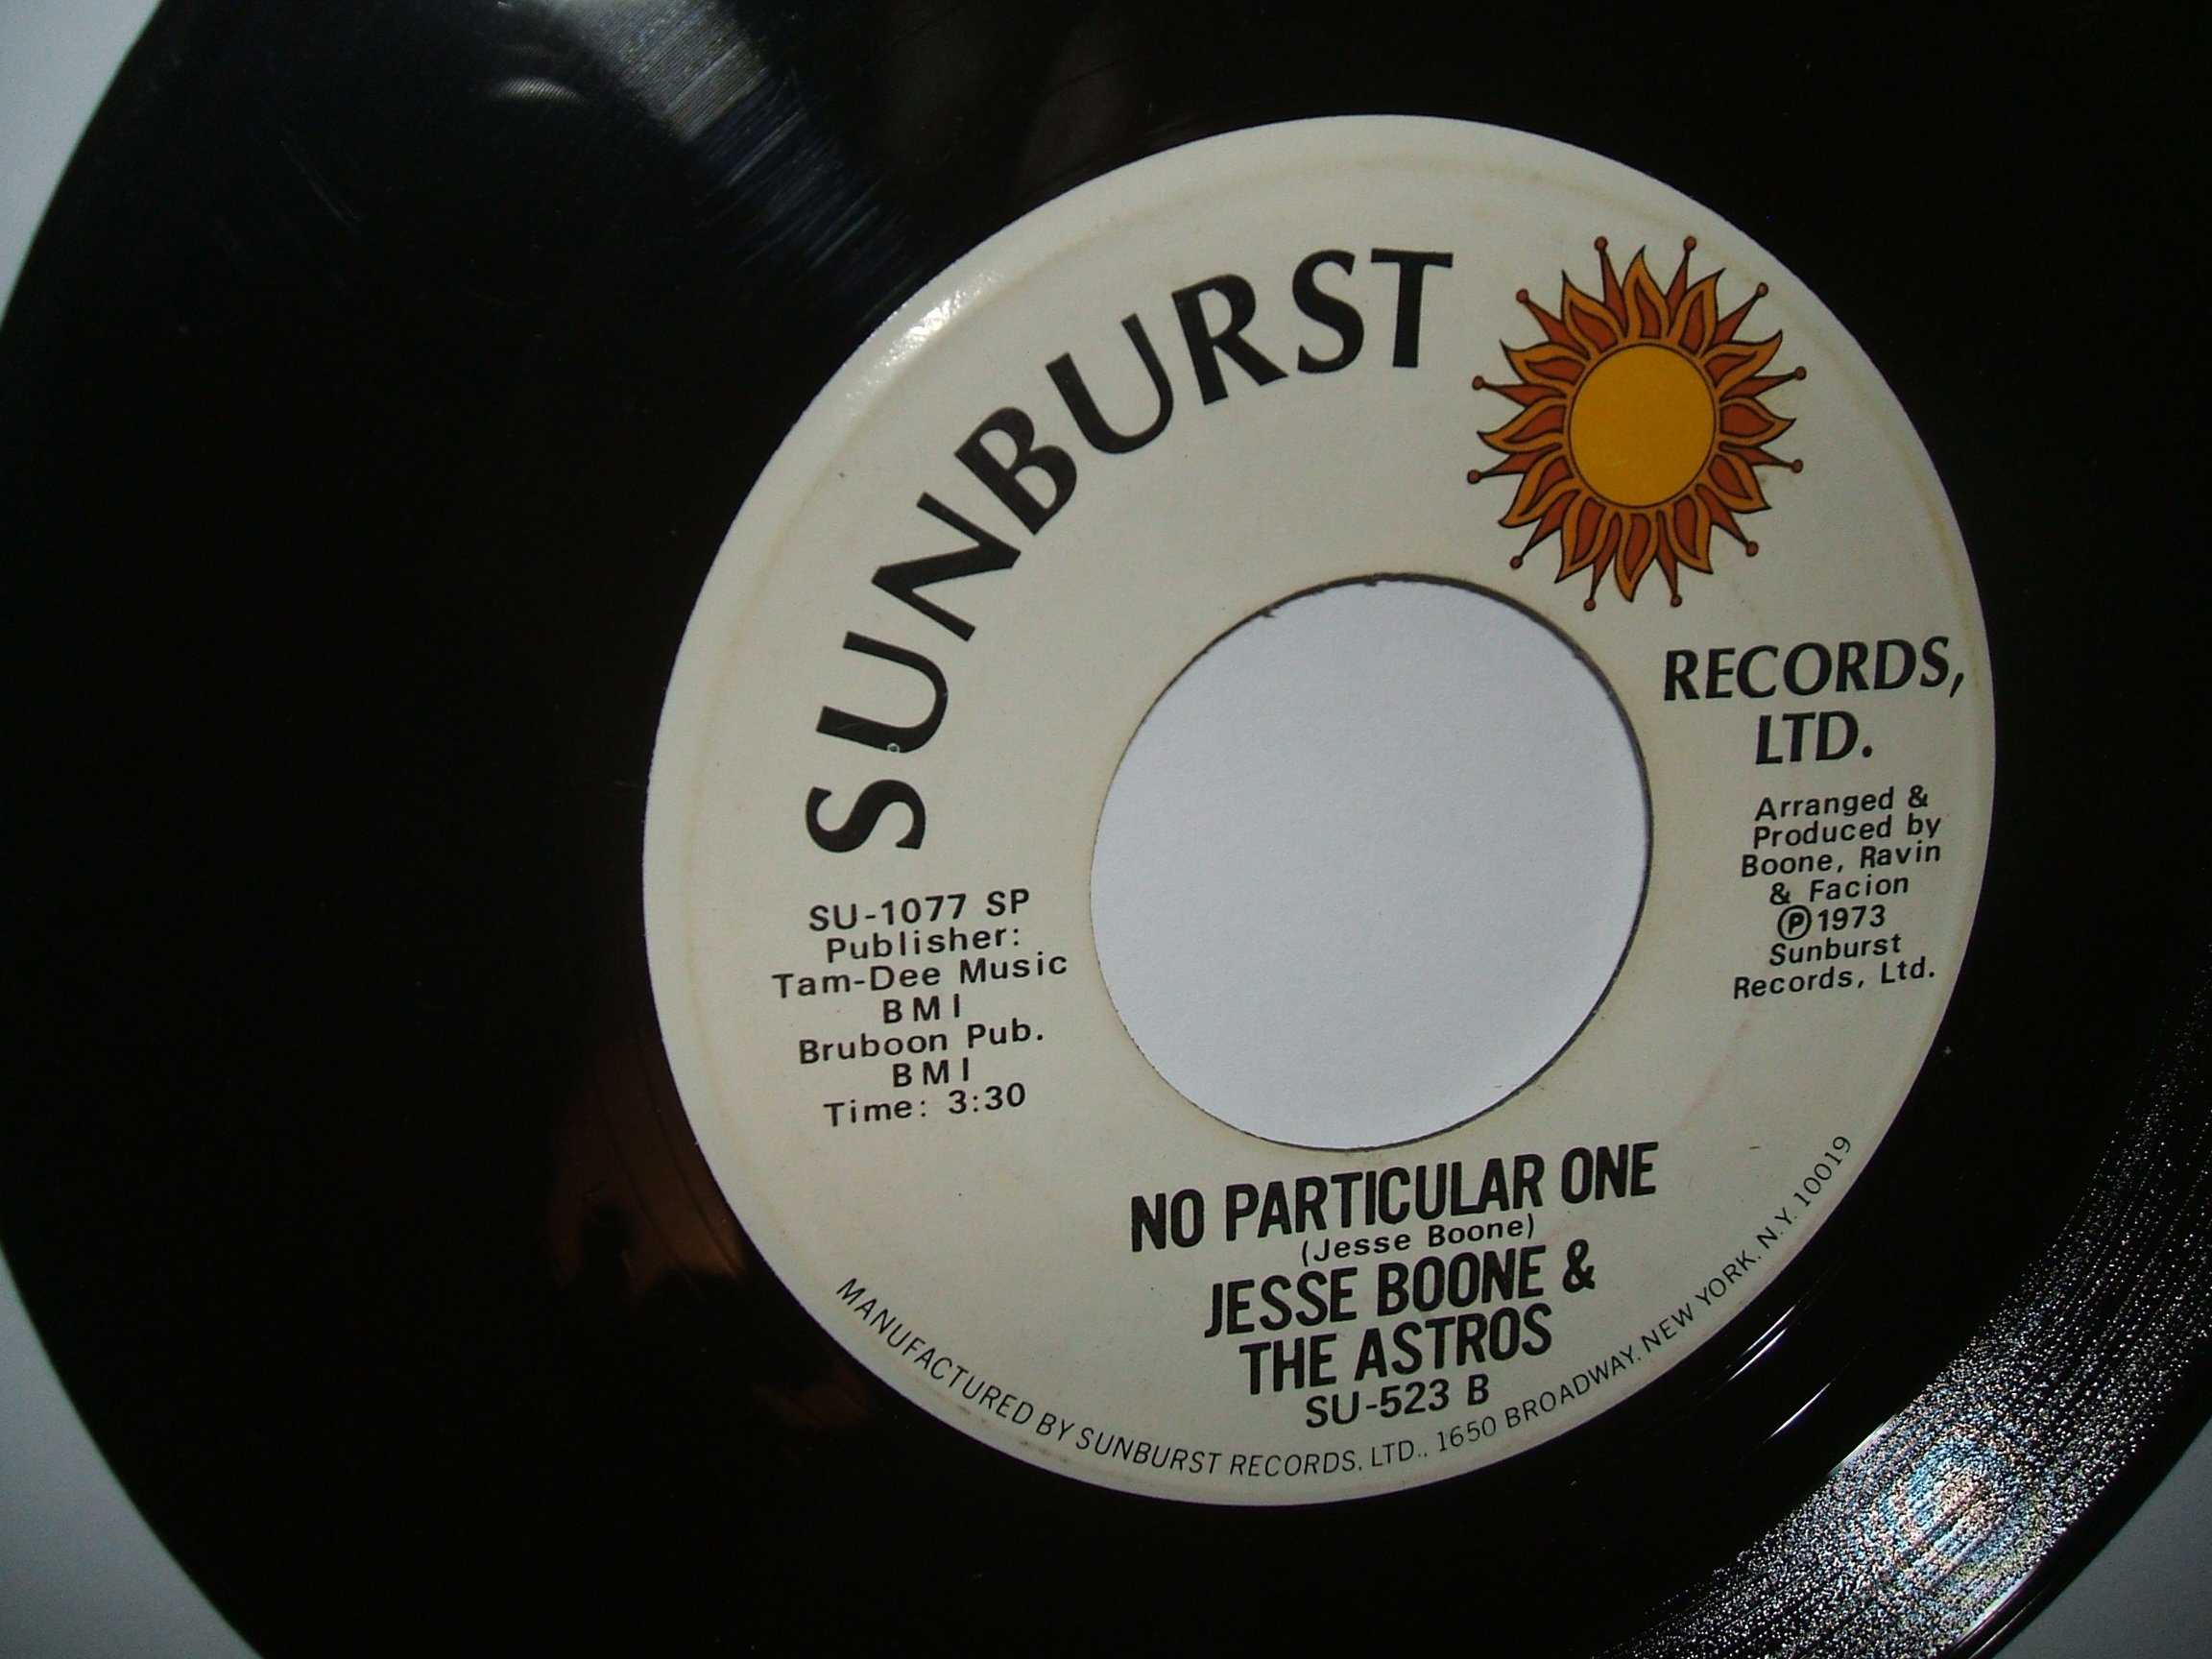 SUNBURST
RECORDS,
LTD.
Arranged &
Produced by
Boone, Ravin
& Facion
Ⓟ1973
Sunburst
Records, Ltd.
SU-1077 SP
Publisher:
Tam-Dee Music
BMI
Bruboon Pub.
BMI
Time: 3:30
NO PARTICULAR ONE
(Jesse Boone)
JESSE BOONE &
THE ASTROS
SU-523 B
MANUFACTURED BY SUNBURST RECORDS, LTD., 1650 BROADWAY, NEW YORK, N.Y. 10019